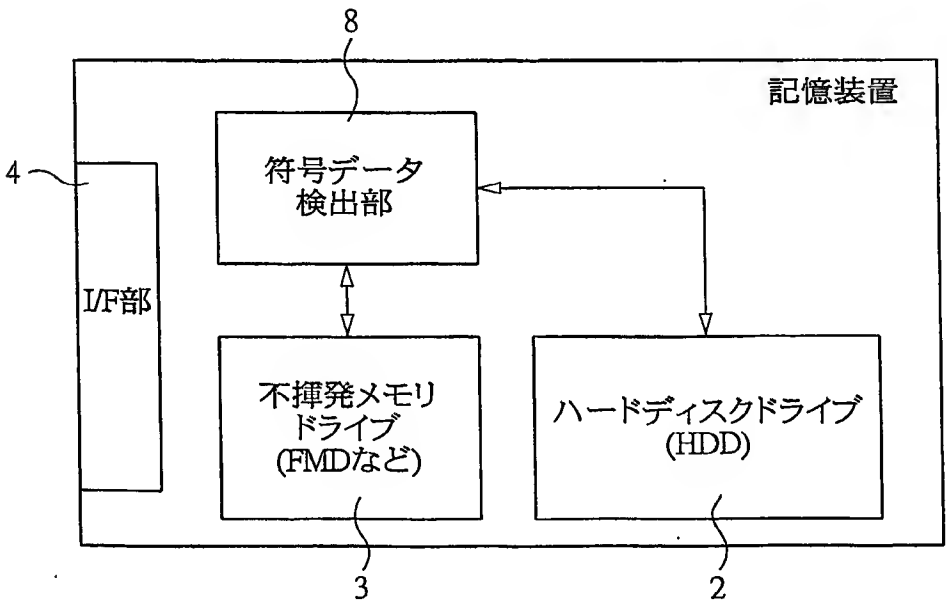 8
記憶装置
4
符号データ
検出部
I/F部
不揮発メモリ
ドライブ
(FMDなど)
ハードディスクドライブ
(HDD)
3
2